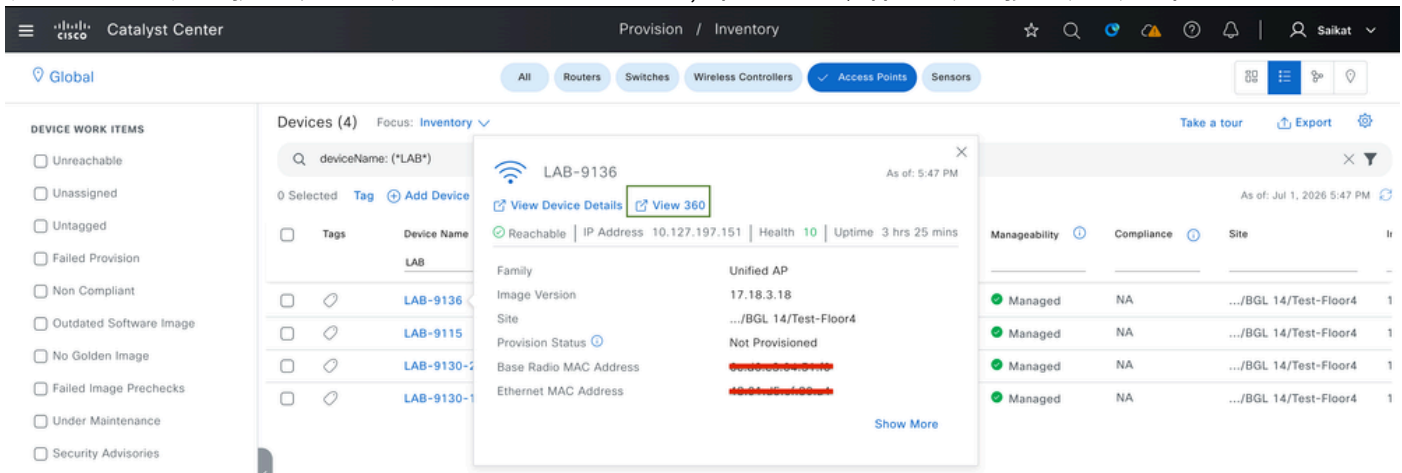 cisco Catalyst Center Provision / Inventory Saikat
Global All Routers Switches Wireless Controllers Access Points Sensors
DEVICE WORK ITEMS
Unreachable
Unassigned
Untagged
Failed Provision
Non Compliant
Outdated Software Image
No Golden Image
Failed Image Prechecks
Under Maintenance
Security Advisories
Devices (4) Focus: Inventory Take a tour Export
deviceName: (*LAB*)
0 Selected Tag Add Device As of: Jul 1, 2026 5:47 PM
Tags Device Name Manageability Compliance Site
LAB
LAB-9136 Managed NA .../BGL 14/Test-Floor4 1
LAB-9115 Managed NA .../BGL 14/Test-Floor4 1
LAB-9130-2 Managed NA .../BGL 14/Test-Floor4 1
LAB-9130-1 Managed NA .../BGL 14/Test-Floor4 1
LAB-9136 As of: 5:47 PM
View Device Details View 360
Reachable | IP Address 10.127.197.151 | Health 10 | Uptime 3 hrs 25 mins
Family Unified AP
Image Version 17.18.3.18
Site .../BGL 14/Test-Floor4
Provision Status Not Provisioned
Base Radio MAC Address
Ethernet MAC Address
Show More